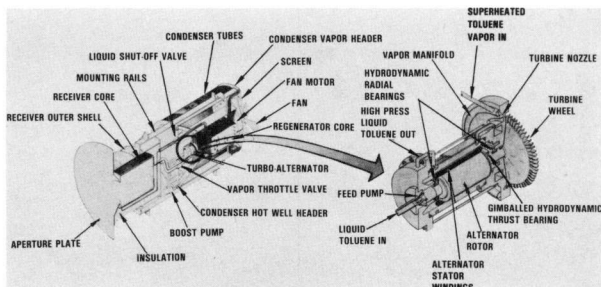 CONDENSER TUBES
CONDENSER VAPOR HEADER
LIQUID SHUT-OFF VALVE
SCREEN
MOUNTING RAILS
FAN MOTOR
RECEIVER CORE
FAN
RECEIVER OUTER SHELL
REGENERATOR CORE
TURBO-ALTERNATOR
VAPOR THROTTLE VALVE
CONDENSER HOT WELL HEADER
BOOST PUMP
APERTURE PLATE
INSULATION
SUPERHEATED
TOLUENE
VAPOR IN
VAPOR MANIFOLD
TURBINE NOZZLE
HYDRODYNAMIC
RADIAL
BEARINGS
TURBINE
WHEEL
HIGH PRESS
LIQUID
TOLUENE OUT
FEED PUMP
GIMBALLED HYDRODYNAMIC
THRUST BEARING
LIQUID
TOLUENE IN
ALTERNATOR
ROTOR
ALTERNATOR
STATOR
WINDINGS